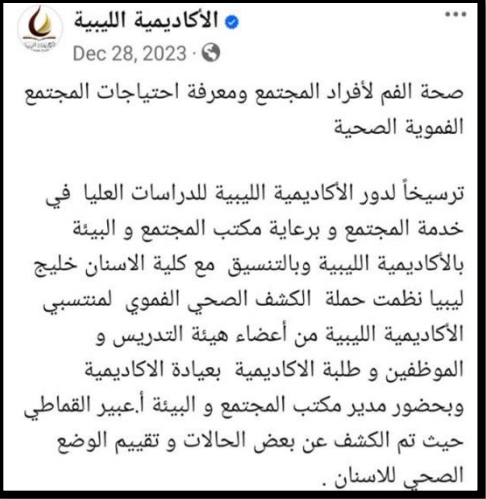 الأكاديمية الليبية
Dec 28, 2023 ·
صحة الفم لأفراد المجتمع ومعرفة احتياجات المجتمع
الفموية الصحية
ترسيخاً لدور الأكاديمية الليبية للدراسات العليا في
خدمة المجتمع و برعاية مكتب المجتمع و البيئة
بالأكاديمية الليبية وبالتنسيق مع كلية الاسنان خليج
ليبيا نظمت حملة الكشف الصحي الفموي لمنتسبي
الأكاديمية الليبية من أعضاء هيئة التدريس و
الموظفين و طلبة الاكاديمية بعيادة الاكاديمية
وبحضور مدير مكتب المجتمع و البيئة أ.عبير القماطي
حيث تم الكشف عن بعض الحالات و تقييم الوضع
الصحي للاسنان .